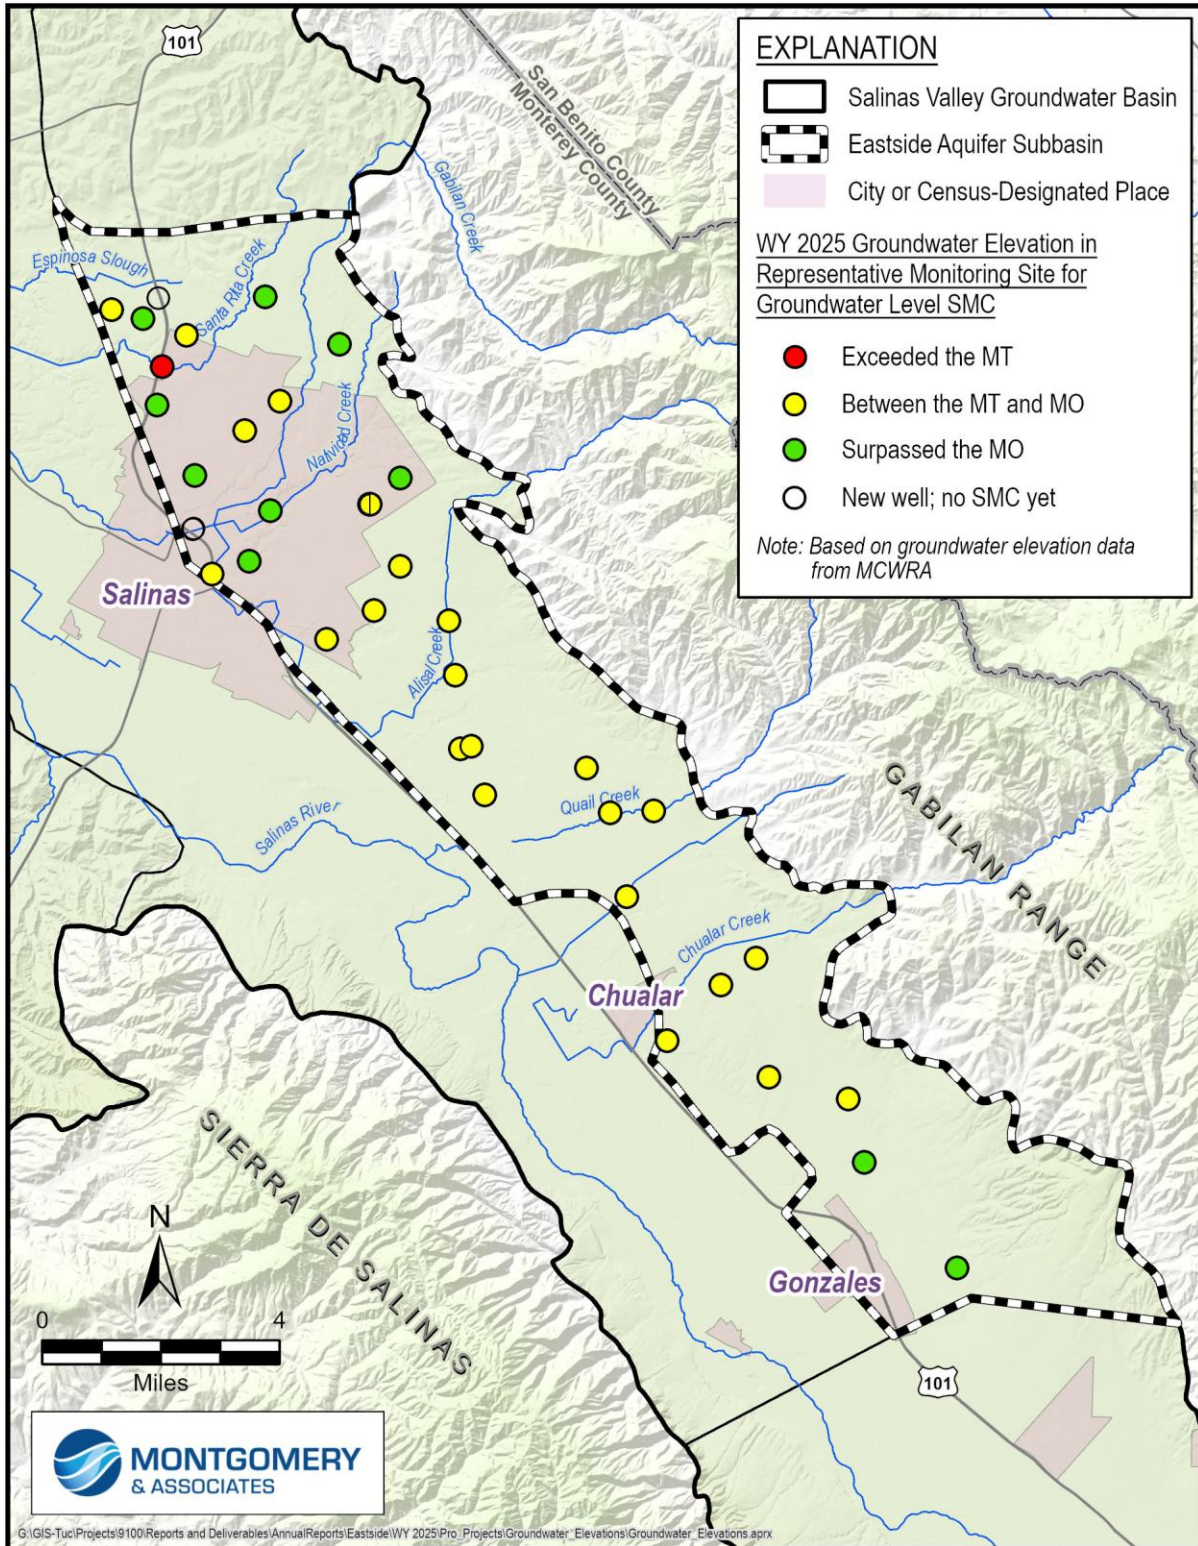 101
San Benito County
Monterey County
Gabilan Creek
Espinosa Slough
Santa Rita Creek
Natividad Creek
Salinas
Alisal Creek
Quail Creek
Salinas River
Chualar Creek
Chualar
GABILAN RANGE
SIERRA DE SALINAS
Gonzales
101
EXPLANATION
Salinas Valley Groundwater Basin
Eastside Aquifer Subbasin
City or Census-Designated Place
WY 2025 Groundwater Elevation in
Representative Monitoring Site for
Groundwater Level SMC
Exceeded the MT
Between the MT and MO
Surpassed the MO
New well; no SMC yet
Note: Based on groundwater elevation data
from MCWRA
N
0 4
Miles
MONTGOMERY
& ASSOCIATES
G:\GIS-Tuc\Projects\9100\Reports and Deliverables\AnnualReports\Eastside\WY 2025\Pro_Projects\Groundwater_Elevations\Groundwater_Elevations.aprx